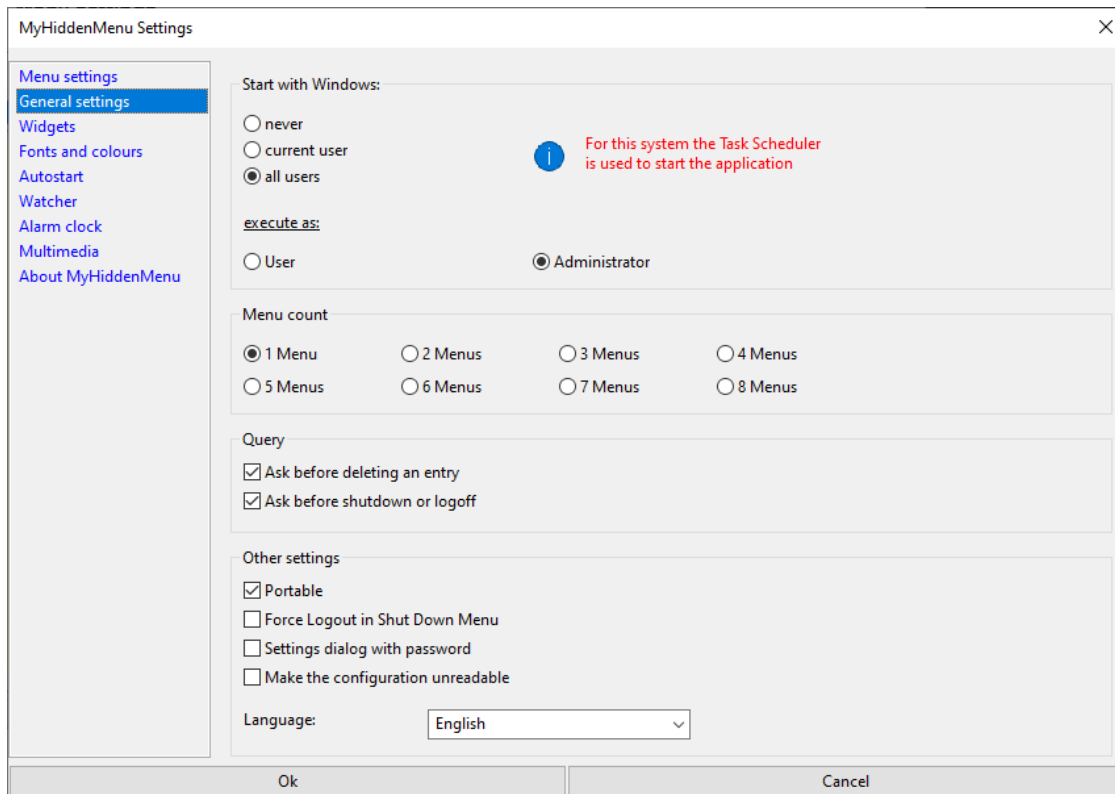 MyHiddenMenu Settings
Menu settings
General settings
Widgets
Fonts and colours
Autostart
Watcher
Alarm clock
Multimedia
About MyHiddenMenu
Start with Windows:
never
current user
all users
For this system the Task Scheduler
is used to start the application
execute as:
User
Administrator
Menu count
1 Menu
2 Menus
3 Menus
4 Menus
5 Menus
6 Menus
7 Menus
8 Menus
Query
Ask before deleting an entry
Ask before shutdown or logoff
Other settings
Portable
Force Logout in Shut Down Menu
Settings dialog with password
Make the configuration unreadable
Language:
English
Ok
Cancel